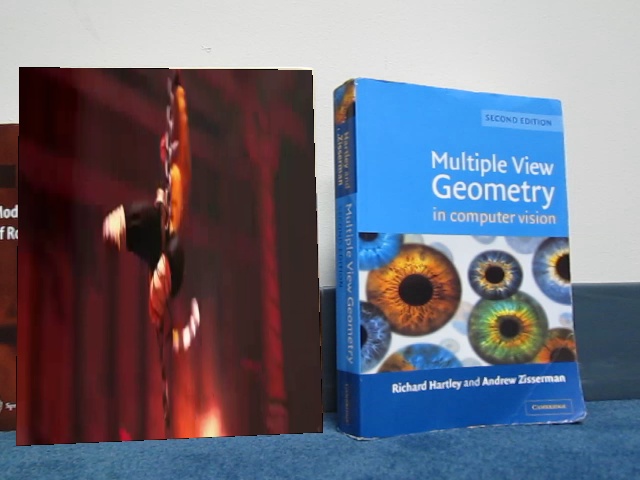 SECOND EDITION
Multiple View
Geometry
in computer vision
Richard Hartley and Andrew Zisserman
CAMBRIDGE
Hartley and
Zisserman
Multiple View Geometry